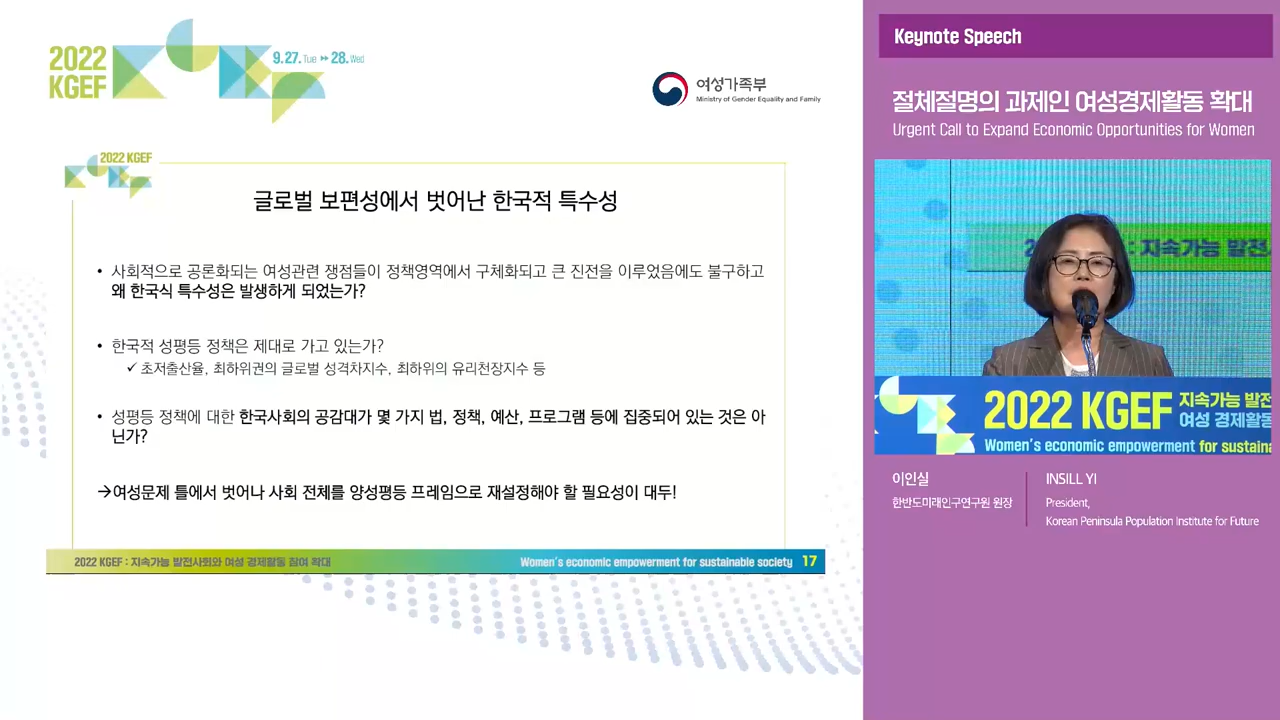 2022
KGEF
9.27. Tue ▸▸ 28. Wed
여성가족부
Ministry of Gender Equality and Family
2022 KGEF
글로벌 보편성에서 벗어난 한국적 특수성
• 사회적으로 공론화되는 여성관련 쟁점들이 정책영역에서 구체화되고 큰 진전을 이루었음에도 불구하고
왜 한국식 특수성은 발생하게 되었는가?
• 한국적 성평등 정책은 제대로 가고 있는가?
✓ 초저출산율, 최하위권의 글로벌 성격차지수, 최하위의 유리천장지수 등
• 성평등 정책에 대한 한국사회의 공감대가 몇 가지 법, 정책, 예산, 프로그램 등에 집중되어 있는 것은 아
닌가?
→여성문제 틀에서 벗어나 사회 전체를 양성평등 프레임으로 재설정해야 할 필요성이 대두!
2022 KGEF : 지속가능 발전사회와 여성 경제활동 참여 확대
Women's economic empowerment for sustainable society 17
Keynote Speech
절체절명의 과제인 여성경제활동 확대
Urgent Call to Expand Economic Opportunities for Women
: 지속가능 발전
2022 KGEF
지속가능 발전
여성 경제활동
Women's economic empowerment for sustaina
이인실
한반도미래인구연구원 원장
INSILL YI
President,
Korean Peninsula Population Institute for Future